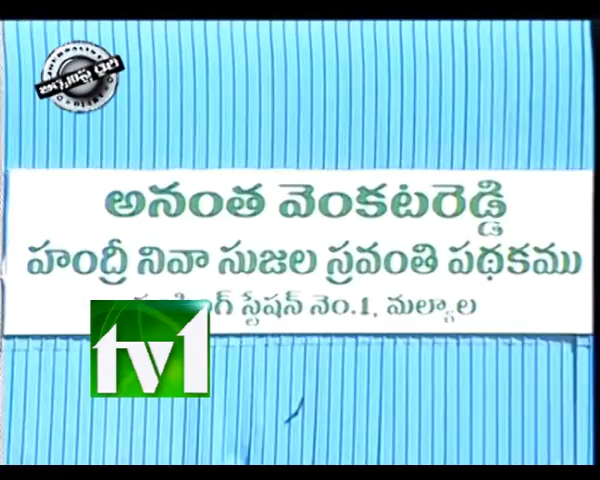 అనంత వెంకటరెడ్డి
హంద్రీ నివా సుజల స్రవంతి పథకము
స్టేషన్ నెం.1, మల్యాల
tv1